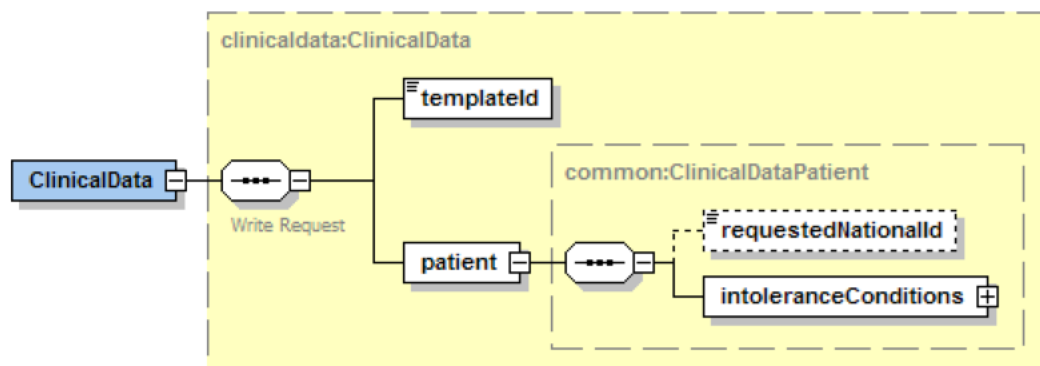 clinicaldata:ClinicalData
templateId
common:ClinicalDataPatient
ClinicalData
Write Request
requestedNationalId
patient
intoleranceConditions